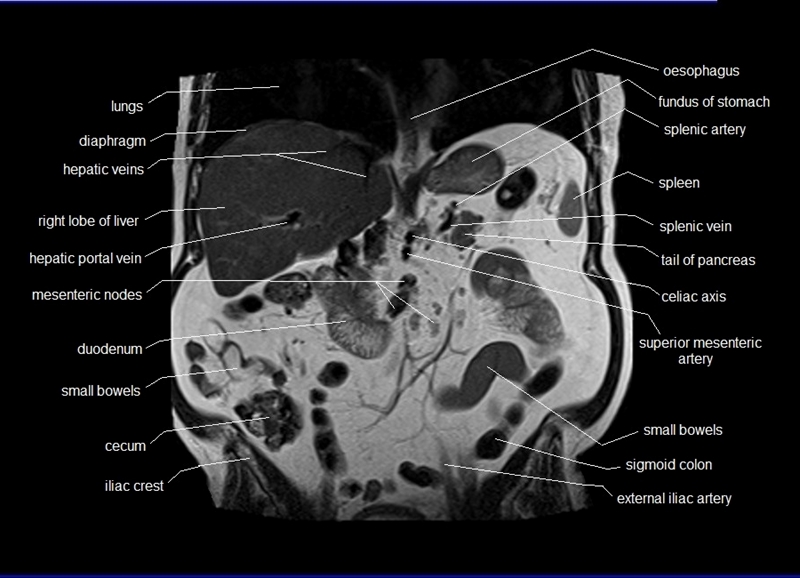 lungs
diaphragm
hepatic veins
right lobe of liver
hepatic portal vein
mesenteric nodes
duodenum
small bowels
cecum
iliac crest
oesophagus
fundus of stomach
splenic artery
spleen
splenic vein
tail of pancreas
celiac axis
superior mesenteric
artery
small bowels
sigmoid colon
external iliac artery